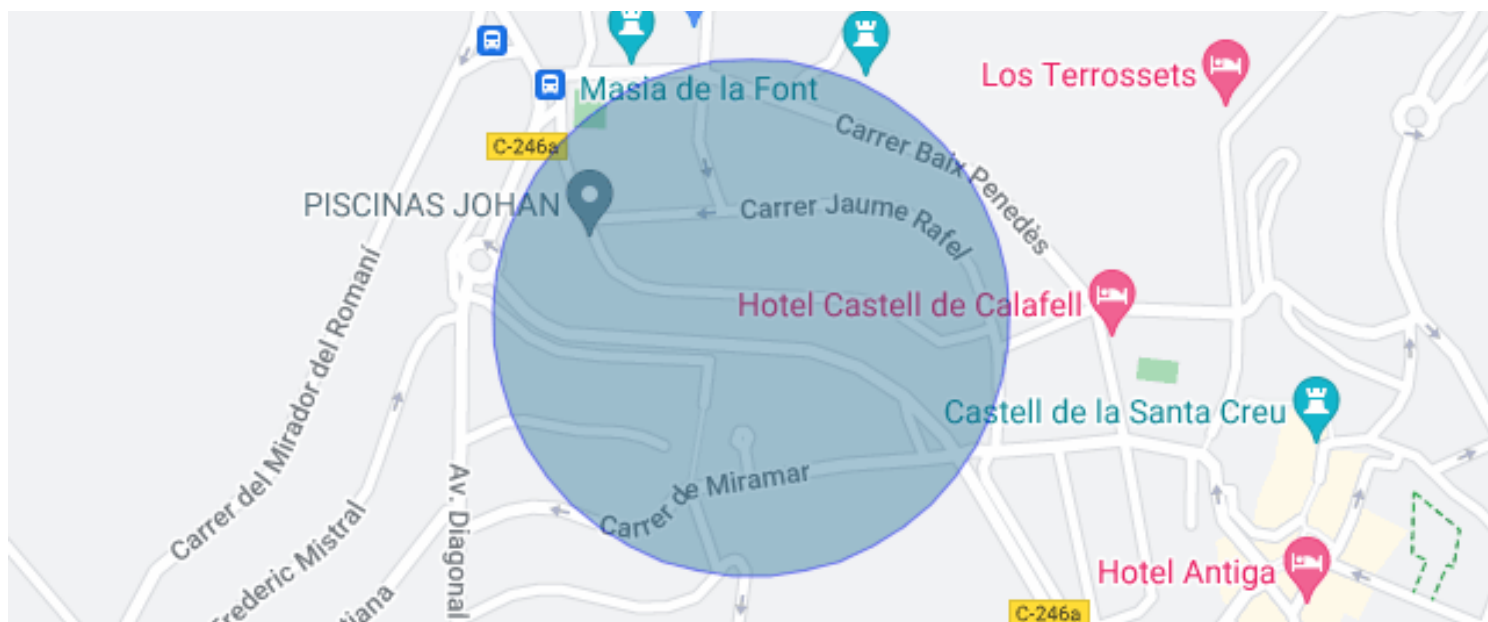 Los Terrossets
Masia de la Font
C-246a
Carrer Baix Penedès
PISCINAS JOHAN
Carrer Jaume Rafel
Carrer del Mirador del Romaní
Hotel Castell de Calafell
Castell de la Santa Creu
Av. Diagonal
Carrer de Miramar
Frederic Mistral
Hotel Antiga
C-246a